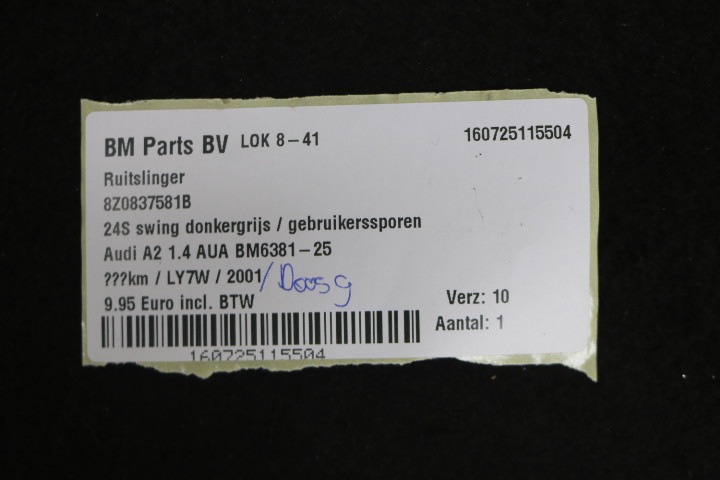 BM Parts BV LOK 8-41 160725115504
Ruitslinger
8Z0837581B
24S swing donkergrijs / gebruikerssporen
Audi A2 1.4 AUA BM6381-25
???km / LY7W / 2001 / Doos 9
9.95 Euro incl. BTW Verz: 10
Aantal: 1
160725115504